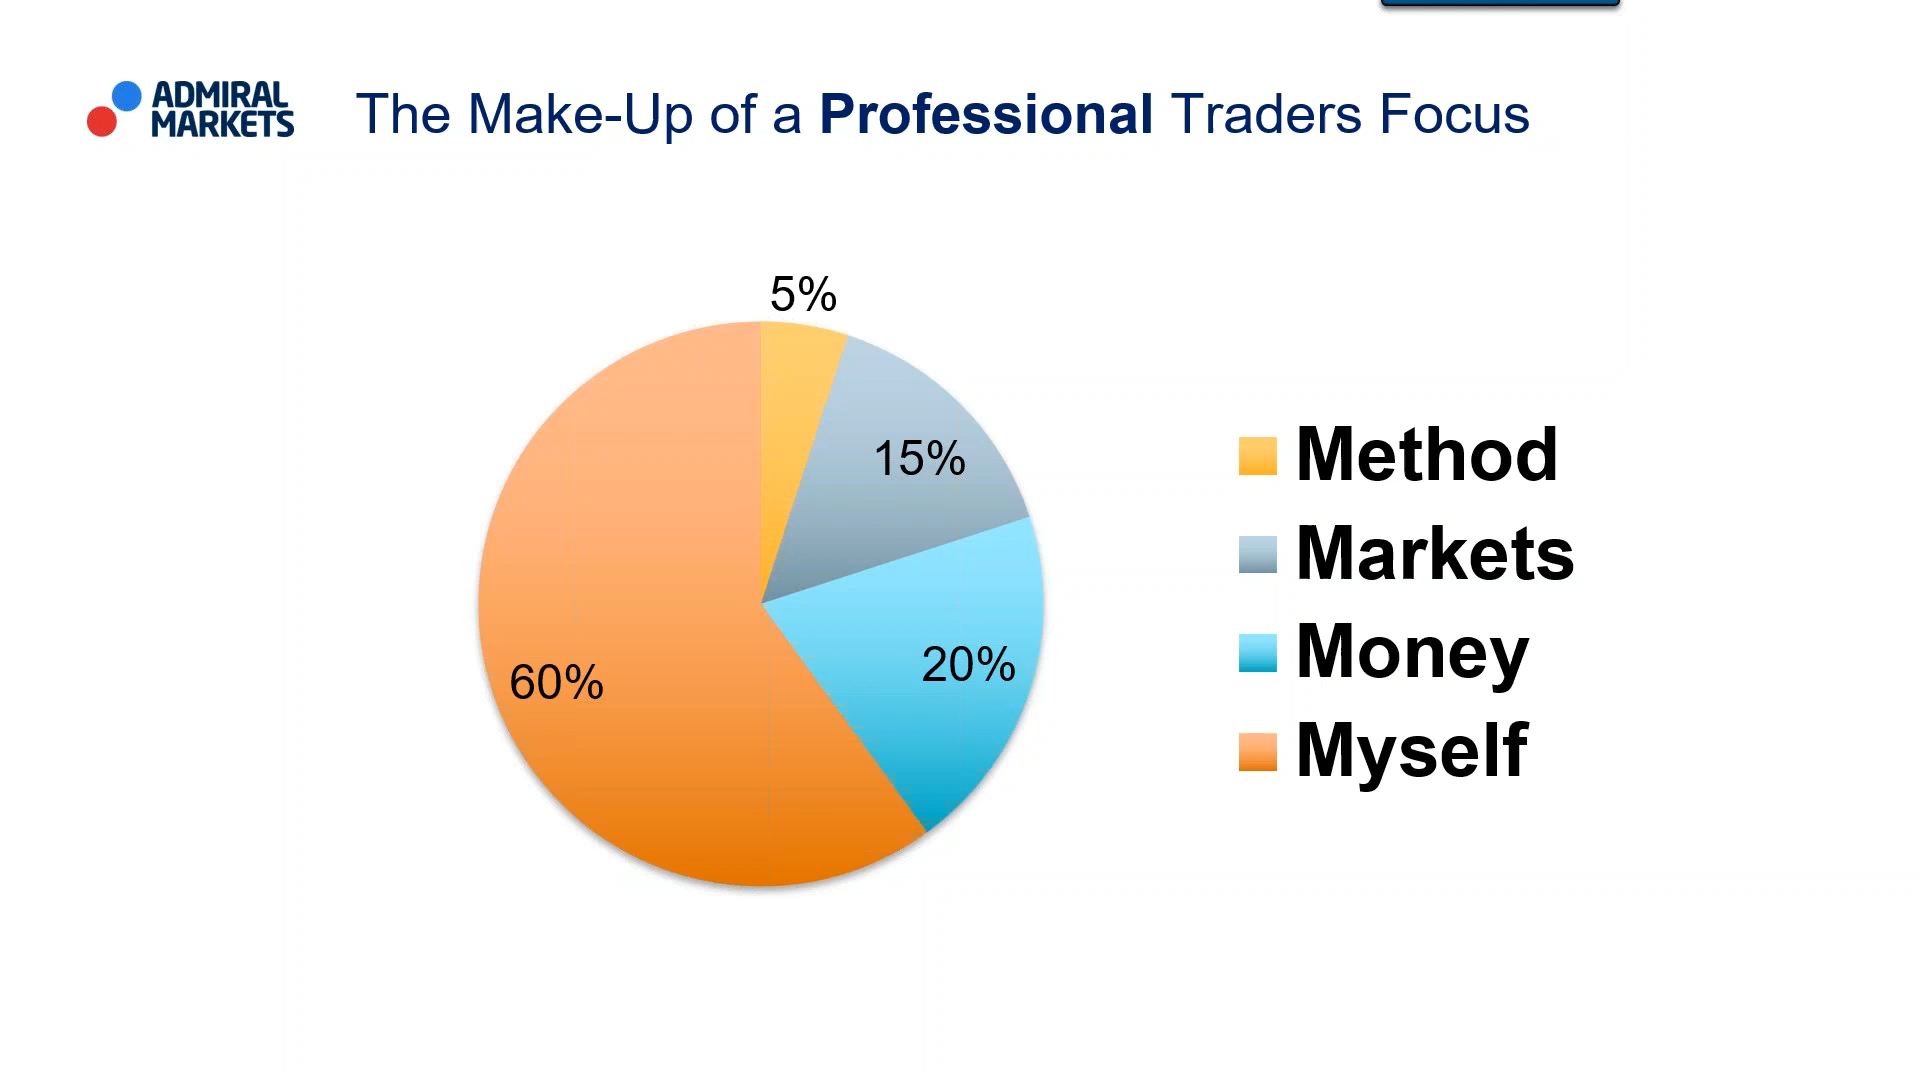 ADMIRAL
MARKETS
The Make-Up of a Professional Traders Focus
5%
15%
20%
60%
Method
Markets
Money
Myself